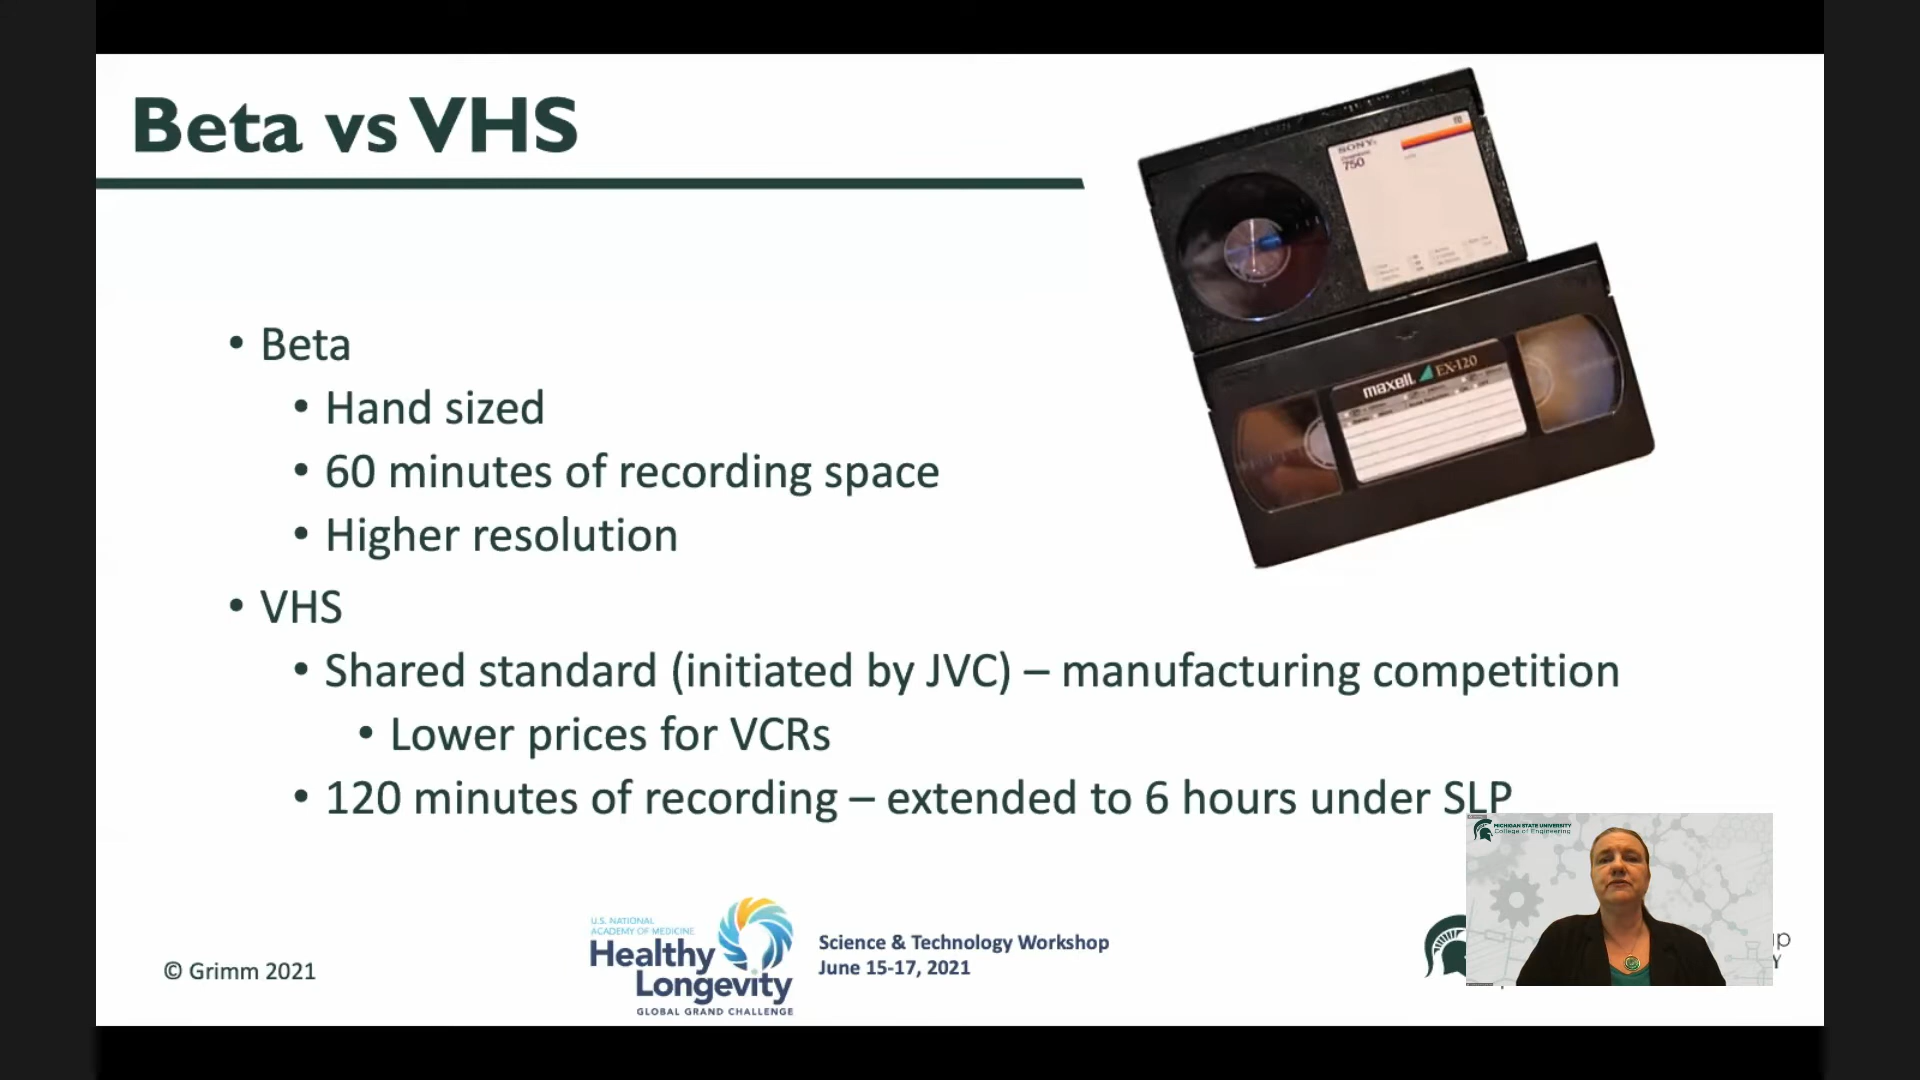 Beta vs VHS
SONY
750
maxell EX-120
• Beta
• Hand sized
• 60 minutes of recording space
• Higher resolution
• VHS
• Shared standard (initiated by JVC) – manufacturing competition
• Lower prices for VCRs
• 120 minutes of recording – extended to 6 hours under SLP
MICHIGAN STATE UNIVERSITY
College of Engineering
© Grimm 2021
U.S. NATIONAL
ACADEMY OF MEDICINE
Healthy
Longevity
GLOBAL GRAND CHALLENGE
Science & Technology Workshop
June 15-17, 2021
up
Y